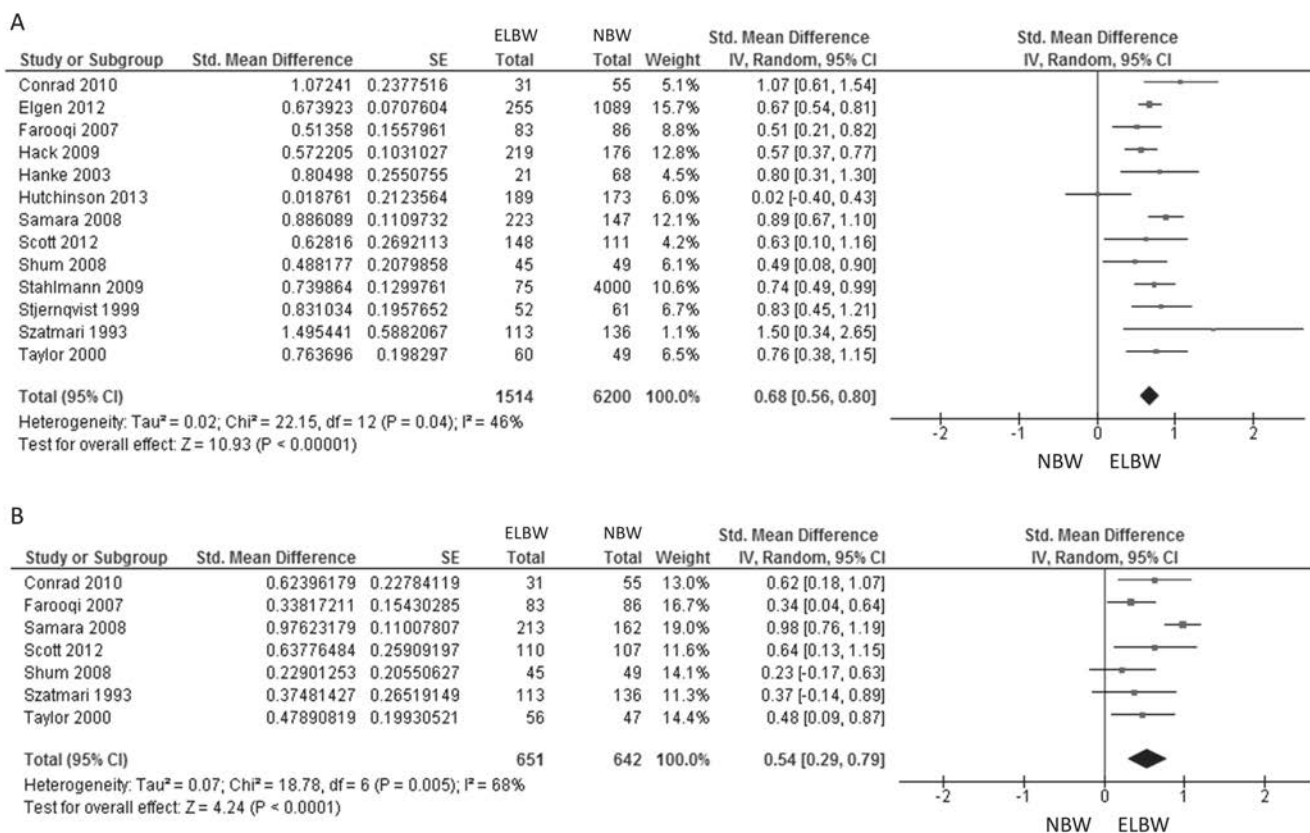 A
ELBW NBW Std. Mean Difference Std. Mean Difference
Study or Subgroup Std. Mean Difference SE Total Total Weight IV, Random, 95% CI IV, Random, 95% CI
Conrad 2010 1.07241 0.2377516 31 55 5.1% 1.07 [0.61, 1.54]
Elgen 2012 0.673923 0.0707604 255 1089 15.7% 0.67 [0.54, 0.81]
Farooqi 2007 0.51358 0.1557961 83 86 8.8% 0.51 [0.21, 0.82]
Hack 2009 0.572205 0.1031027 219 176 12.8% 0.57 [0.37, 0.77]
Hanke 2003 0.80498 0.2550755 21 68 4.5% 0.80 [0.31, 1.30]
Hutchinson 2013 0.018761 0.2123564 189 173 6.0% 0.02 [-0.40, 0.43]
Samara 2008 0.886089 0.1109732 223 147 12.1% 0.89 [0.67, 1.10]
Scott 2012 0.62816 0.2692113 148 111 4.2% 0.63 [0.10, 1.16]
Shum 2008 0.488177 0.2079858 45 49 6.1% 0.49 [0.08, 0.90]
Stahlmann 2009 0.739864 0.1299761 75 4000 10.6% 0.74 [0.49, 0.99]
Stjernqvist 1999 0.831034 0.1957652 52 61 6.7% 0.83 [0.45, 1.21]
Szatmari 1993 1.495441 0.5882067 113 136 1.1% 1.50 [0.34, 2.65]
Taylor 2000 0.763696 0.198297 60 49 6.5% 0.76 [0.38, 1.15]
Total (95% CI) 1514 6200 100.0% 0.68 [0.56, 0.80]
Heterogeneity: Tau² = 0.02; Chi² = 22.15, df = 12 (P = 0.04); I² = 46%
Test for overall effect: Z = 10.93 (P < 0.00001)
-2 -1 0 1 2
NBW ELBW
B
ELBW NBW Std. Mean Difference Std. Mean Difference
Study or Subgroup Std. Mean Difference SE Total Total Weight IV, Random, 95% CI IV, Random, 95% CI
Conrad 2010 0.62396179 0.22784119 31 55 13.0% 0.62 [0.18, 1.07]
Farooqi 2007 0.33817211 0.15430285 83 86 16.7% 0.34 [0.04, 0.64]
Samara 2008 0.97623179 0.11007807 213 162 19.0% 0.98 [0.76, 1.19]
Scott 2012 0.63776484 0.25909197 110 107 11.6% 0.64 [0.13, 1.15]
Shum 2008 0.22901253 0.20550627 45 49 14.1% 0.23 [-0.17, 0.63]
Szatmari 1993 0.37481427 0.26519149 113 136 11.3% 0.37 [-0.14, 0.89]
Taylor 2000 0.47890819 0.19930521 56 47 14.4% 0.48 [0.09, 0.87]
Total (95% CI) 651 642 100.0% 0.54 [0.29, 0.79]
Heterogeneity: Tau² = 0.07; Chi² = 18.78, df = 6 (P = 0.005); I² = 68%
Test for overall effect: Z = 4.24 (P < 0.0001)
-2 -1 0 1 2
NBW ELBW